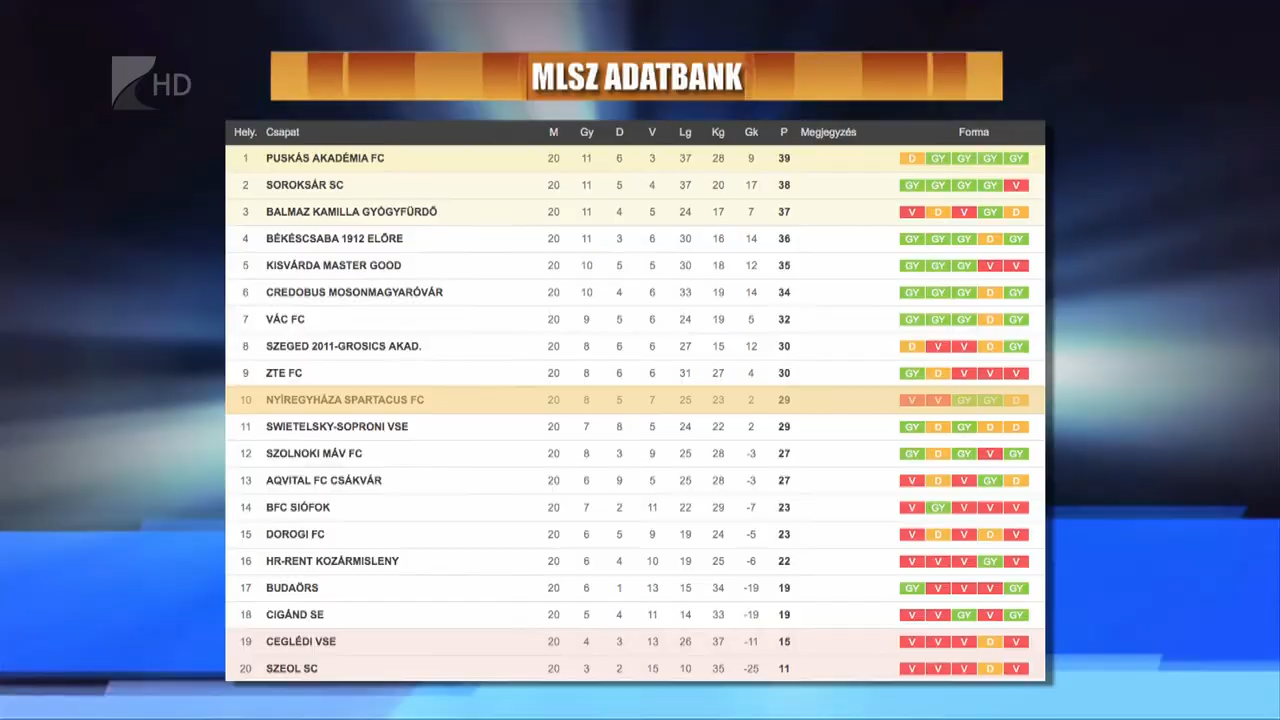 HD
MLSZ ADATBANK
Hely. Csapat M Gy D V Lg Kg Gk P Megjegyzés Forma
1 PUSKÁS AKADÉMIA FC 20 11 6 3 37 28 9 39 D GY GY GY GY
2 SOROKSÁR SC 20 11 5 4 37 20 17 38 GY GY GY GY V
3 BALMAZ KAMILLA GYÓGYFÜRDŐ 20 11 4 5 24 17 7 37 V D V GY D
4 BÉKÉSCSABA 1912 ELŐRE 20 11 3 6 30 16 14 36 GY GY GY D GY
5 KISVÁRDA MASTER GOOD 20 10 5 5 30 18 12 35 GY GY GY V V
6 CREDOBUS MOSONMAGYARÓVÁR 20 10 4 6 33 19 14 34 GY GY GY D GY
7 VÁC FC 20 9 5 6 24 19 5 32 GY GY GY D GY
8 SZEGED 2011-GROSICS AKAD. 20 8 6 6 27 15 12 30 D V V D GY
9 ZTE FC 20 8 6 6 31 27 4 30 GY D V V V
10 NYÍREGYHÁZA SPARTACUS FC 20 8 5 7 25 23 2 29 V V GY GY D
11 SWIETELSKY-SOPRONI VSE 20 7 8 5 24 22 2 29 GY D GY D D
12 SZOLNOKI MÁV FC 20 8 3 9 25 28 -3 27 GY D GY V GY
13 AQVITAL FC CSÁKVÁR 20 6 9 5 25 28 -3 27 V D V GY D
14 BFC SIÓFOK 20 7 2 11 22 29 -7 23 V GY V V V
15 DOROGI FC 20 6 5 9 19 24 -5 23 V D V D V
16 HR-RENT KOZÁRMISLENY 20 6 4 10 19 25 -6 22 V V V GY V
17 BUDAÖRS 20 6 1 13 15 34 -19 19 GY V V V GY
18 CIGÁND SE 20 5 4 11 14 33 -19 19 V V GY V GY
19 CEGLÉDI VSE 20 4 3 13 26 37 -11 15 V V V D V
20 SZEOL SC 20 3 2 15 10 35 -25 11 V V V D V